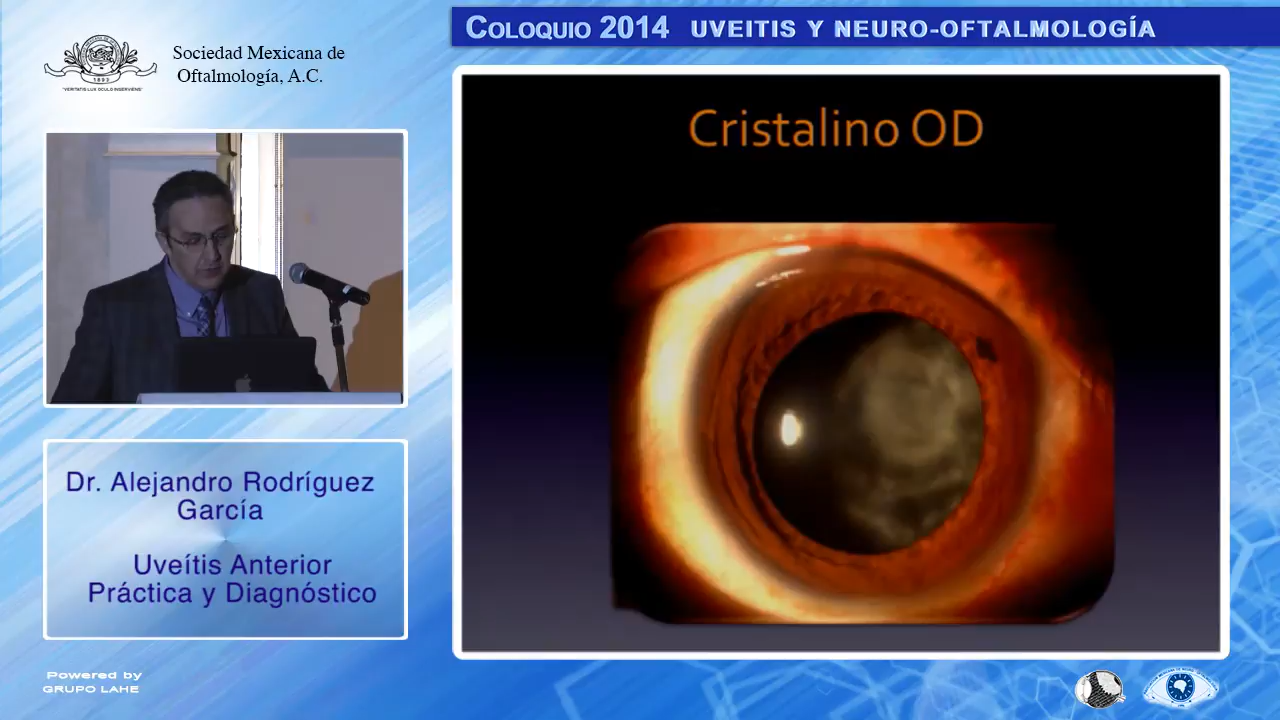 COLOQUIO 2014 UVEITIS Y NEURO-OFTALMOLOGÍA
Sociedad Mexicana de
Oftalmología, A.C.
1893
"VERITATIS LUX OCULO INSERVIENS"
Cristalino OD
Dr. Alejandro Rodríguez
García
Uveítis Anterior
Práctica y Diagnóstico
Powered by
GRUPO LAHE